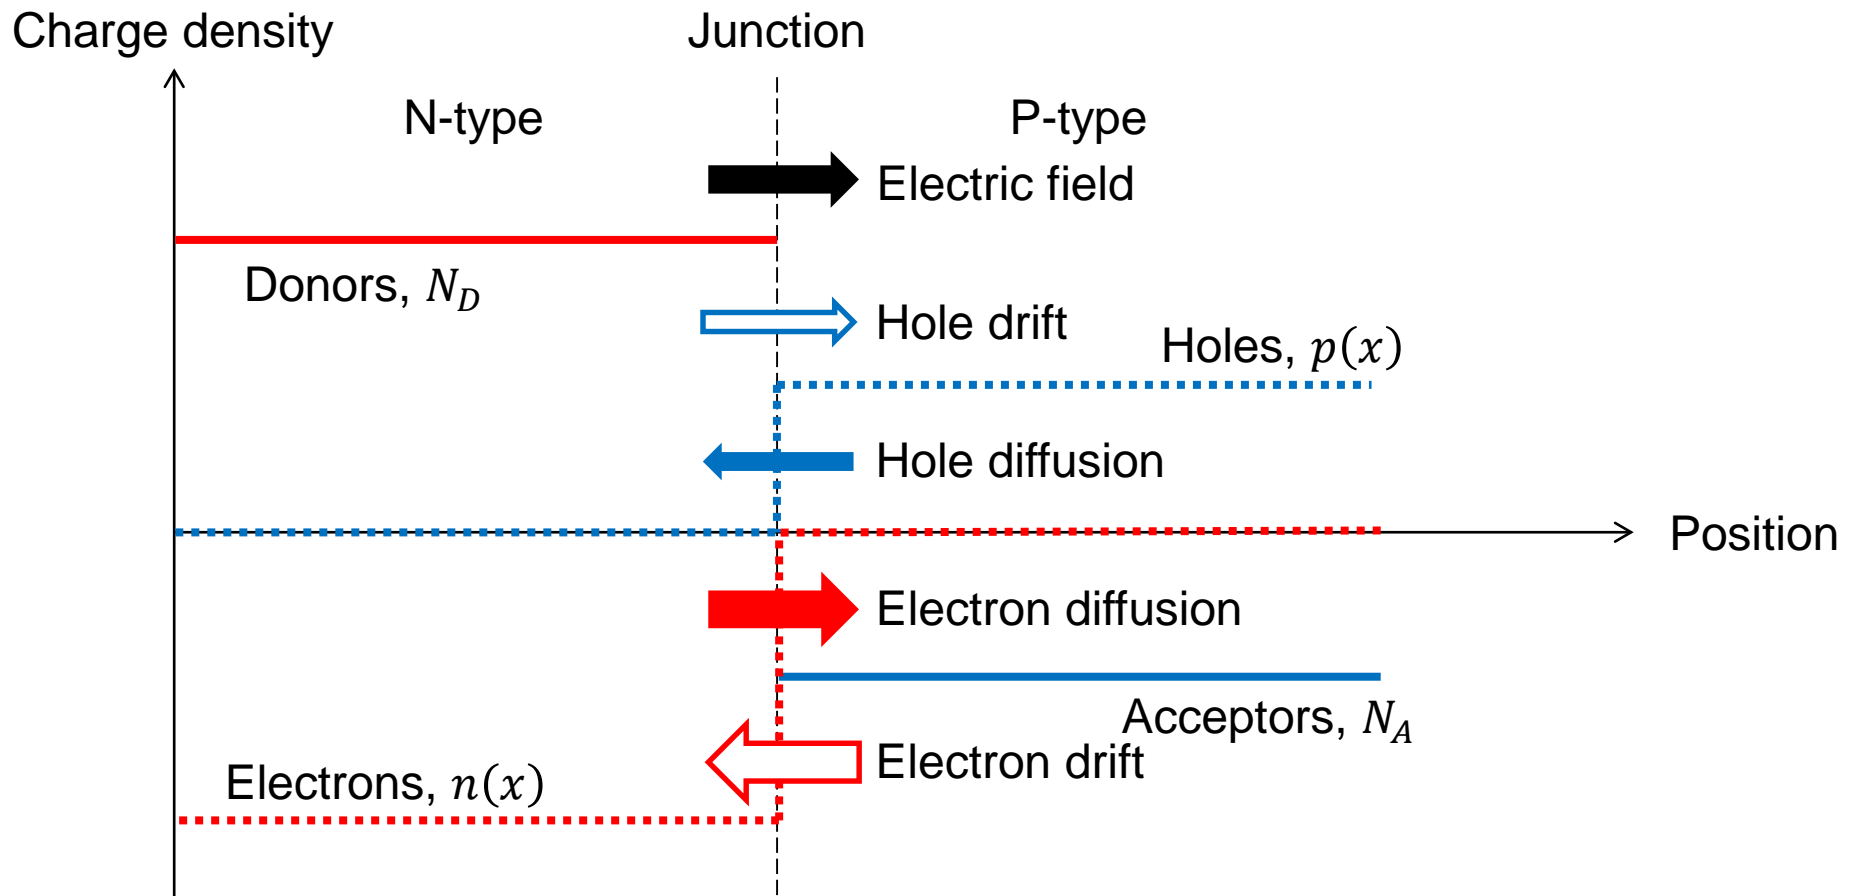 Charge density
Junction
N-type
P-type
Electric field
Donors, N_D
Hole drift
Holes, p(x)
Hole diffusion
Position
Electron diffusion
Acceptors, N_A
Electron drift
Electrons, n(x)